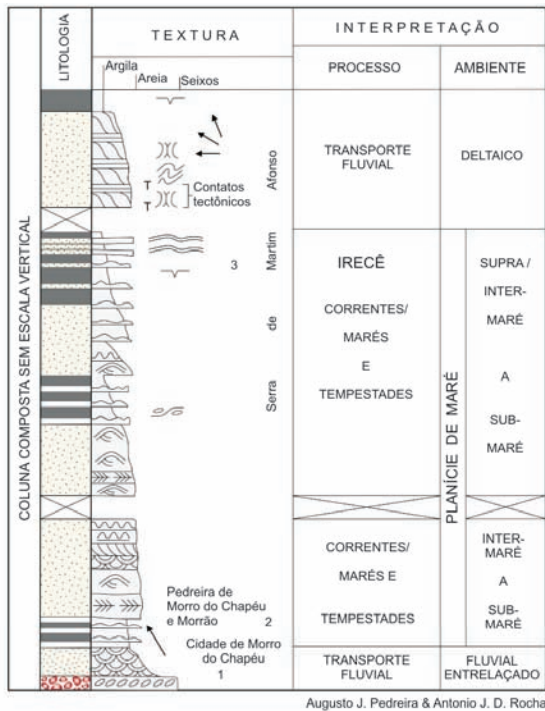 COLUNA COMPOSTA SEM ESCALA VERTICAL
LITOLOGIA
TEXTURA
Argila
Areia
Seixos
INTERPRETAÇÃO
PROCESSO
AMBIENTE
T
T
Contatos
tectônicos
Serra de Martim Afonso
TRANSPORTE
FLUVIAL
DELTAICO
3
IRECÊ
CORRENTES/
MARÉS
E
TEMPESTADES
PLANÍCIE DE MARÉ
SUPRA /
INTER-
MARÉ
A
SUB-
MARÉ
Pedreira de
Morro do Chapéu
e Morrão 2
CORRENTES/
MARÉS E
TEMPESTADES
INTER-
MARÉ
A
SUB-
MARÉ
Cidade de Morro
do Chapéu
1
TRANSPORTE
FLUVIAL
FLUVIAL
ENTRELAÇADO
Augusto J. Pedreira & Antonio J. D. Rocha